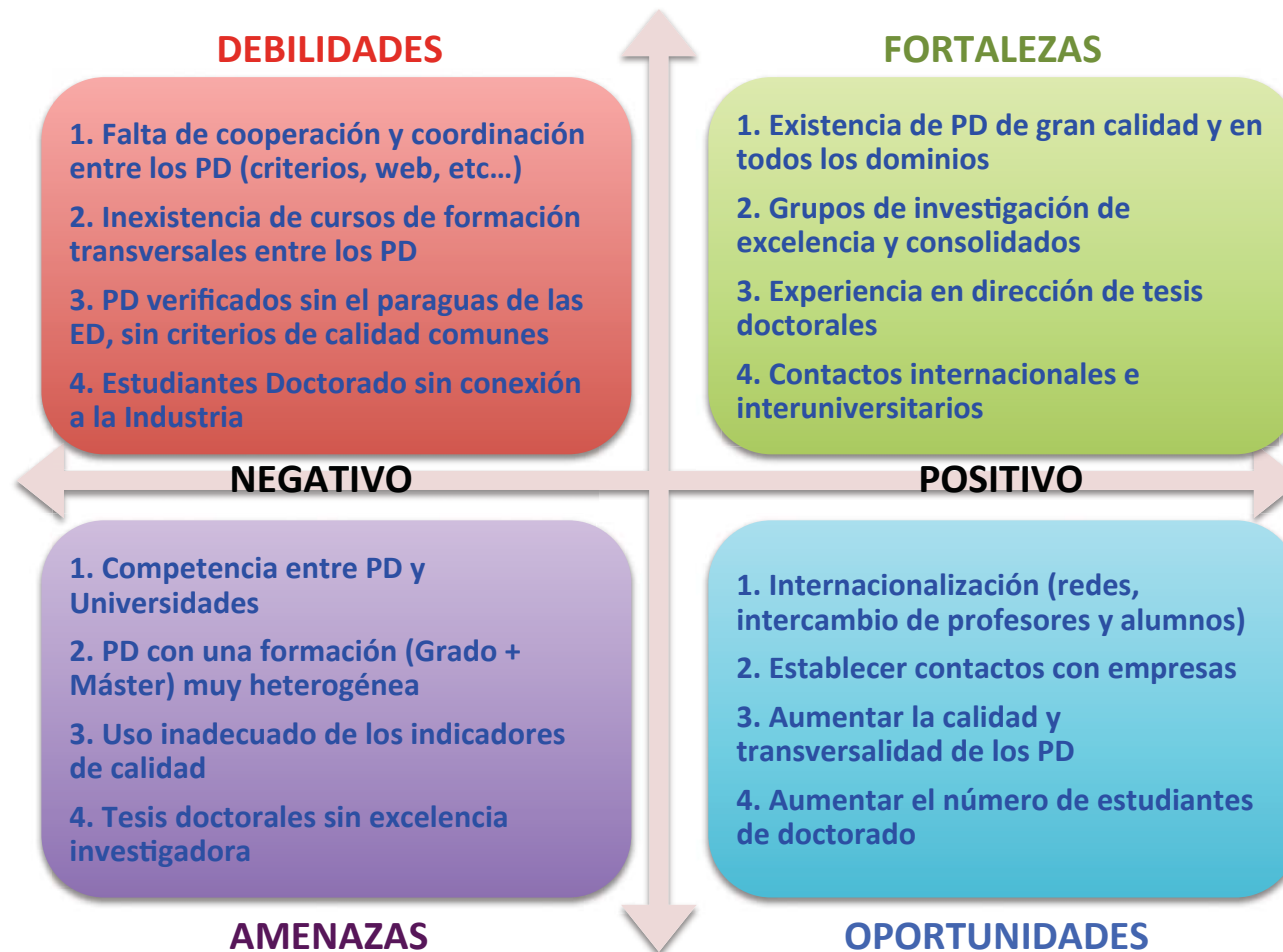 DEBILIDADES
1. Falta de cooperación y coordinación
entre los PD (criterios, web, etc...)
2. Inexistencia de cursos de formación
transversales entre los PD
3. PD verificados sin el paraguas de las
ED, sin criterios de calidad comunes
4. Estudiantes Doctorado sin conexión
a la Industria
FORTALEZAS
1. Existencia de PD de gran calidad y en
todos los dominios
2. Grupos de investigación de
excelencia y consolidados
3. Experiencia en dirección de tesis
doctorales
4. Contactos internacionales e
interuniversitarios
NEGATIVO
POSITIVO
1. Competencia entre PD y
Universidades
2. PD con una formación (Grado +
Máster) muy heterogénea
3. Uso inadecuado de los indicadores
de calidad
4. Tesis doctorales sin excelencia
investigadora
AMENAZAS
1. Internacionalización (redes,
intercambio de profesores y alumnos)
2. Establecer contactos con empresas
3. Aumentar la calidad y
transversalidad de los PD
4. Aumentar el número de estudiantes
de doctorado
OPORTUNIDADES